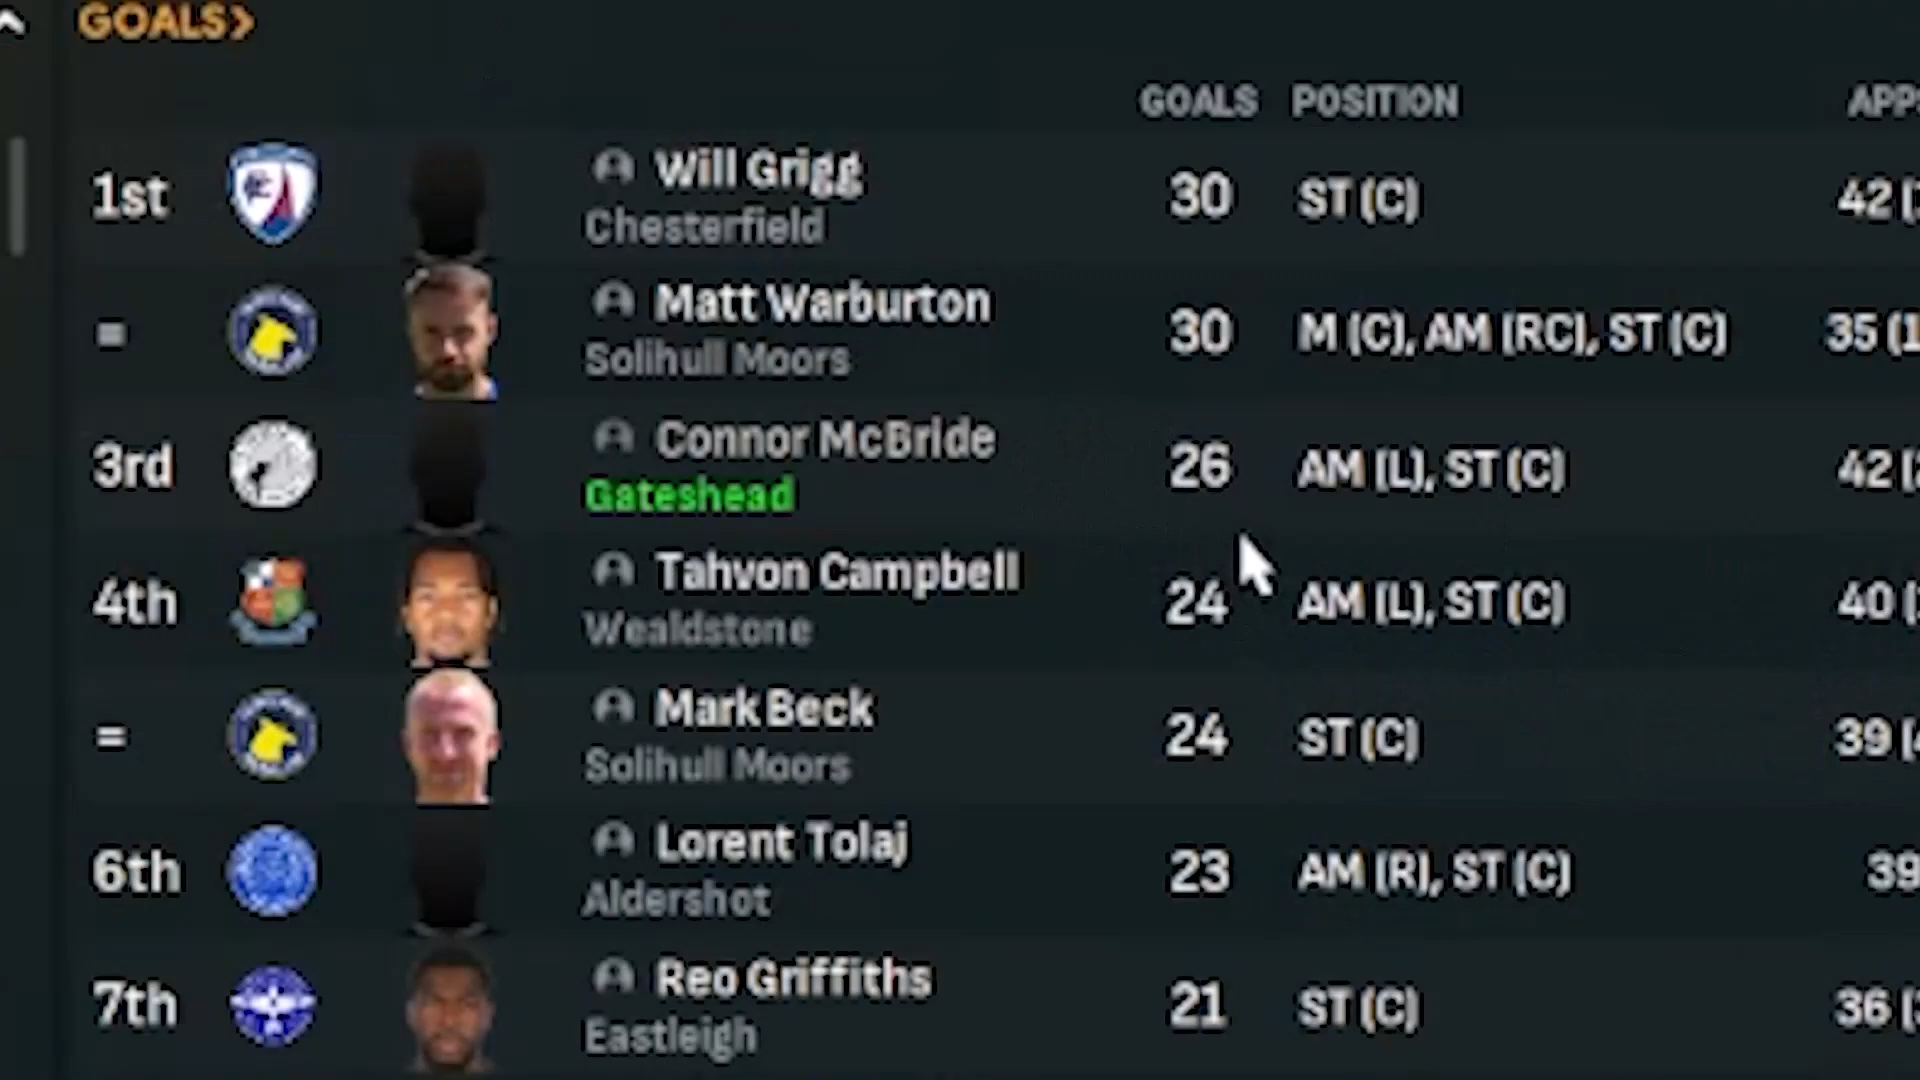 GOALS>
GOALS POSITION
1st Will Grigg 30 ST (C) 42
Chesterfield
= Matt Warburton 30 M (C), AM (RC), ST (C) 35 (1
Solihull Moors
3rd Connor McBride 26 AM (L), ST (C) 42
Gateshead
4th Tahvon Campbell 24 AM (L), ST (C) 40
Wealdstone
= Mark Beck 24 ST (C) 39
Solihull Moors
6th Lorent Tolaj 23 AM (R), ST (C) 39
Aldershot
7th Reo Griffiths 21 ST (C) 36
Eastleigh